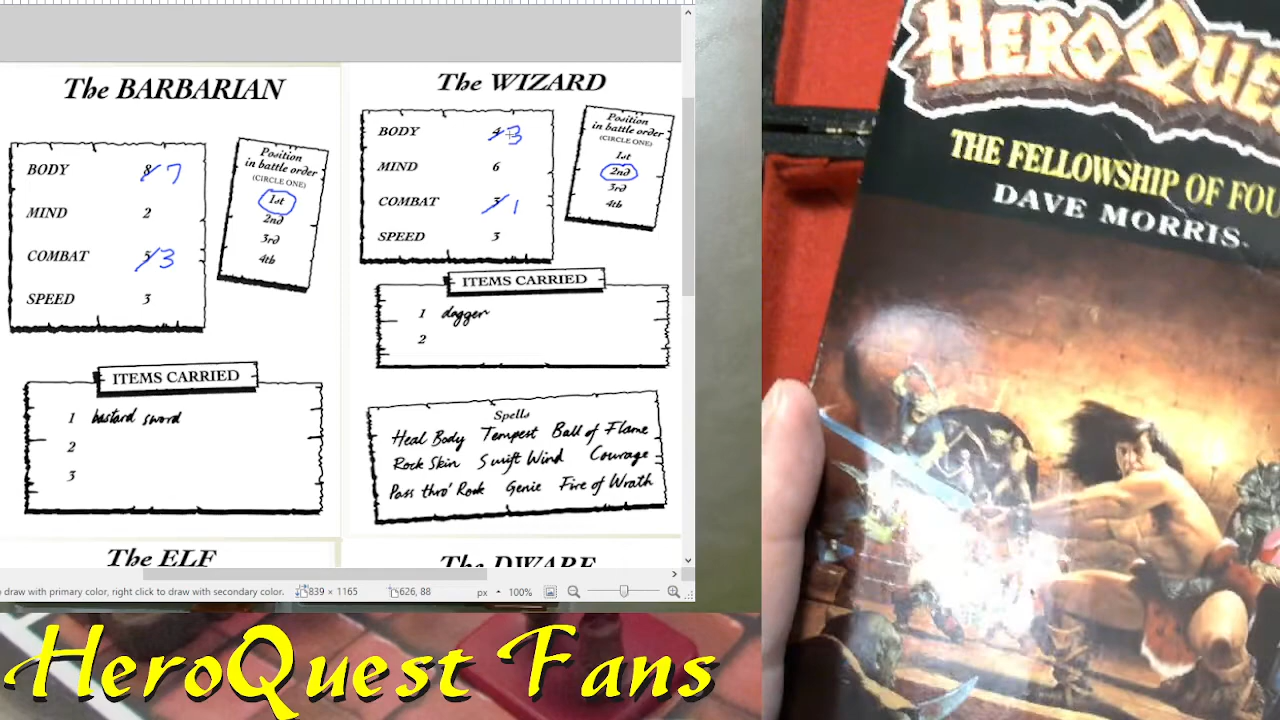 The BARBARIAN
BODY 8 7
MIND 2
COMBAT 5 3
SPEED 3
Position
in battle order
(CIRCLE ONE)
1st
2nd
3rd
4th
ITEMS CARRIED
1 bastard sword
2
3
The WIZARD
BODY 4 3
MIND 6
COMBAT 3 1
SPEED 3
Position
in battle order
(CIRCLE ONE)
1st
2nd
3rd
4th
ITEMS CARRIED
1 dagger
2
Spells
Heal Body Tempest Ball of Flame
Rock Skin Swift Wind Courage
Pass thro' Rock Genie Fire of Wrath
The ELF
The DWARF
draw with primary color, right click to draw with secondary color.
839 × 1165
626, 88
px
100%
HeroQuest Fans
HEROQUE
THE FELLOWSHIP OF FOU
DAVE MORRIS